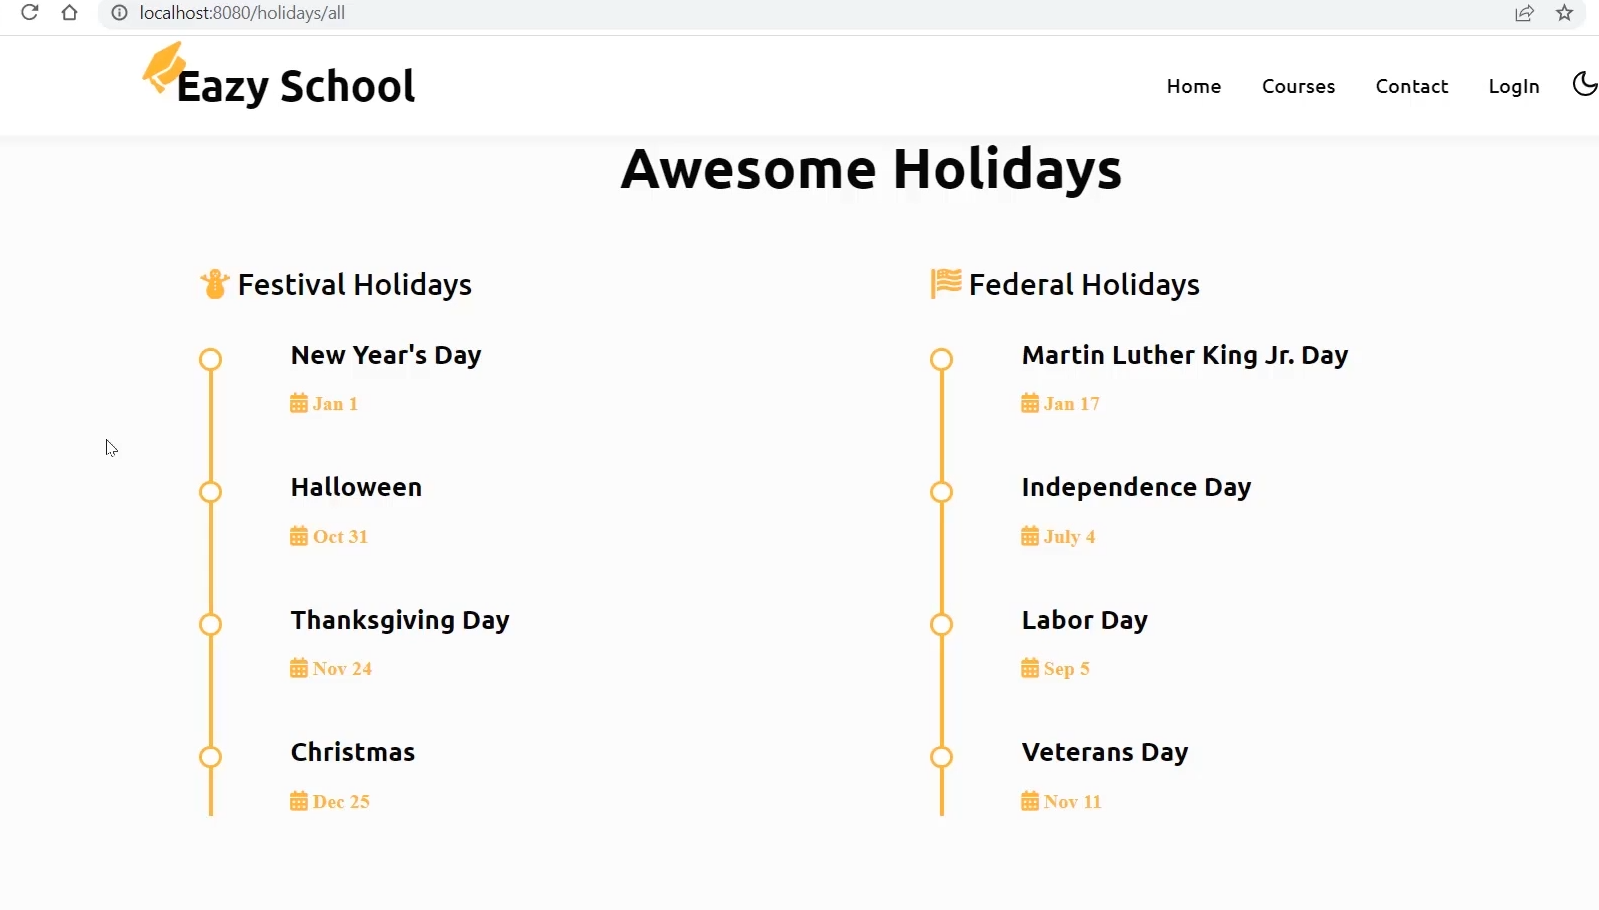 localhost:8080/holidays/all
Eazy School
Home Courses Contact LogIn
Awesome Holidays
Festival Holidays
New Year's Day
Jan 1
Halloween
Oct 31
Thanksgiving Day
Nov 24
Christmas
Dec 25
Federal Holidays
Martin Luther King Jr. Day
Jan 17
Independence Day
July 4
Labor Day
Sep 5
Veterans Day
Nov 11